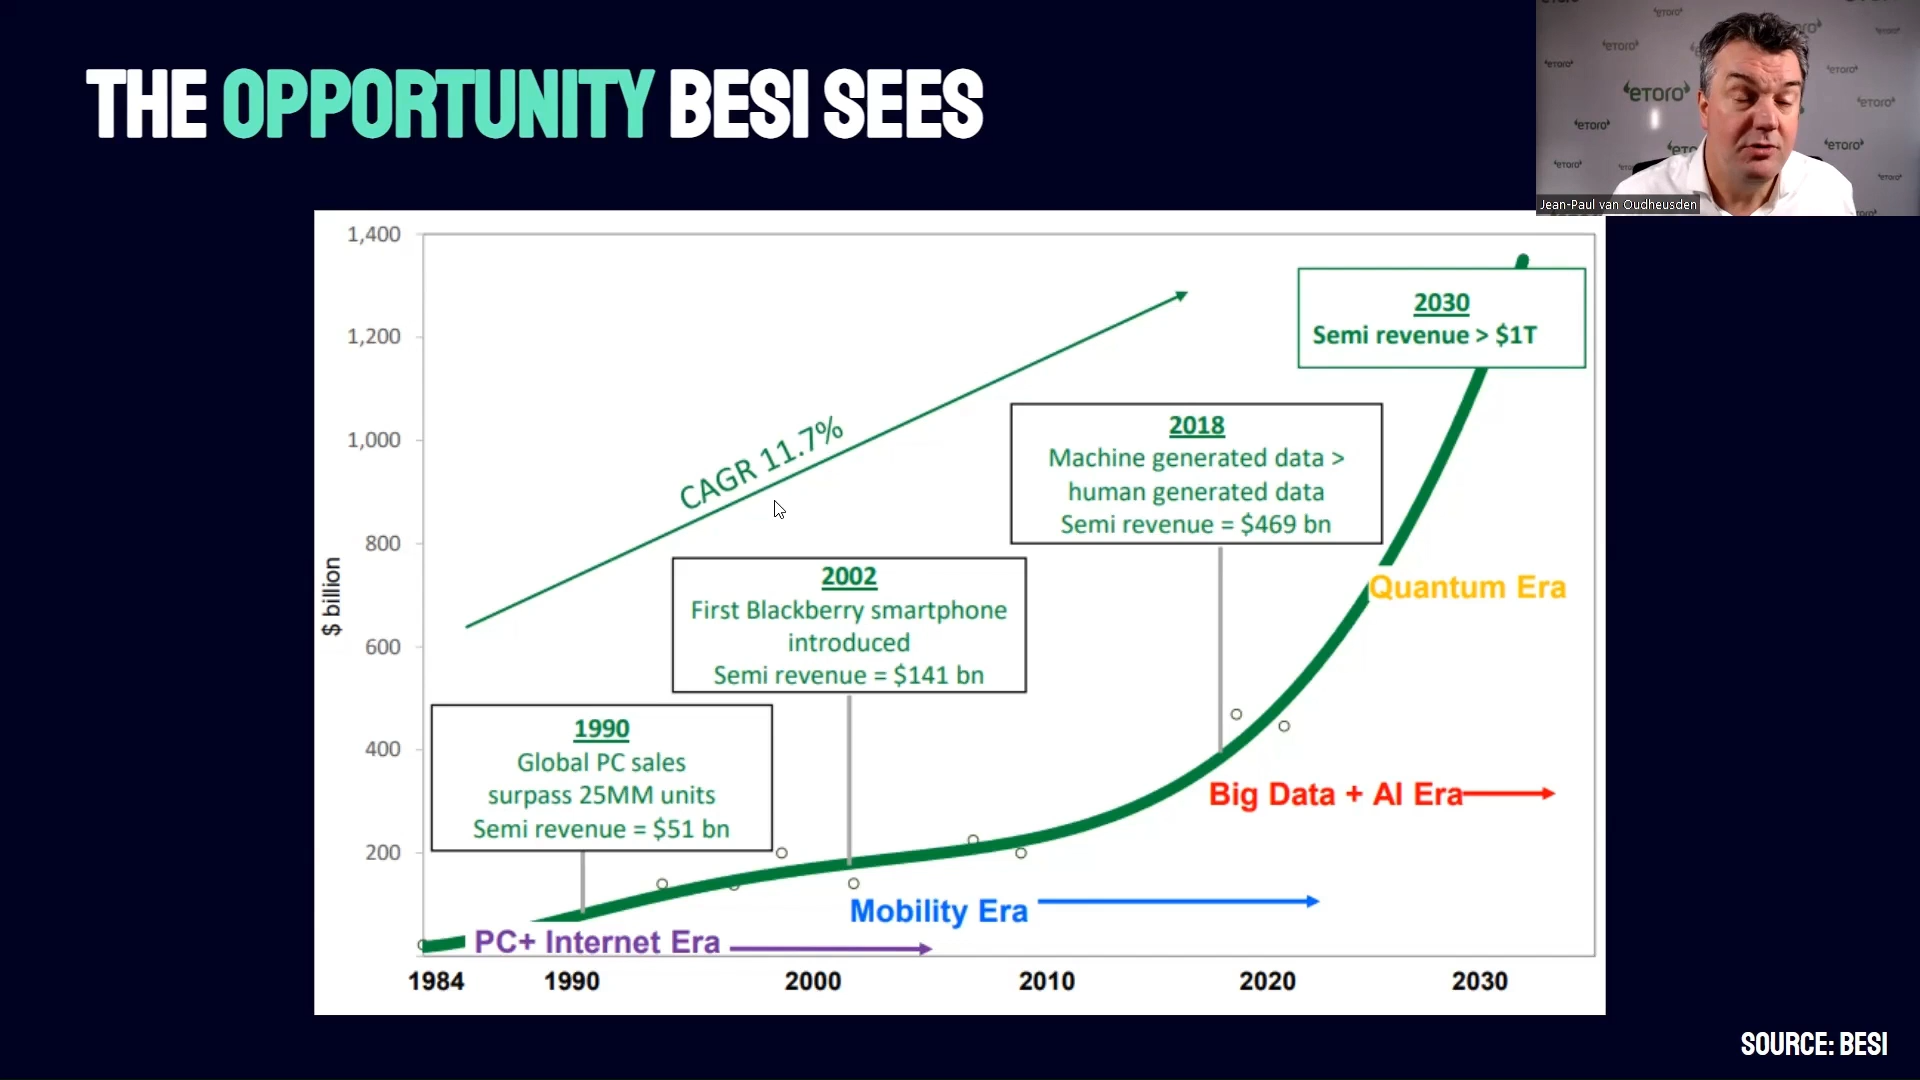 THE OPPORTUNITY BESI SEES
eToro
Jean-Paul van Oudheusden
1,400
1,200
1,000
800
600
400
200
$ billion
CAGR 11.7%
2030
Semi revenue > $1T
2018
Machine generated data >
human generated data
Semi revenue = $469 bn
2002
First Blackberry smartphone
introduced
Semi revenue = $141 bn
1990
Global PC sales
surpass 25MM units
Semi revenue = $51 bn
Quantum Era
Big Data + AI Era
Mobility Era
PC+ Internet Era
1984 1990 2000 2010 2020 2030
SOURCE: BESI